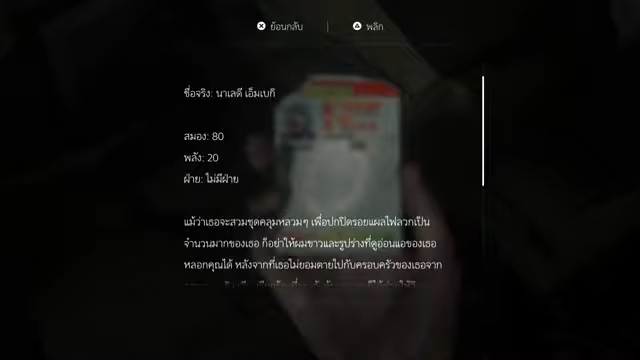 ย้อนกลับ | พลิก
ชื่อจริง: นาเลดี เอ็มเบกิ
สมอง: 80
พลัง: 20
ฝ่าย: ไม่มีฝ่าย
แม้ว่าเธอจะสวมชุดคลุมหลวมๆ เพื่อปกปิดรอยแผลไฟลวกเป็น
จำนวนมากของเธอ ก็อย่าให้ผมขาวและรูปร่างที่ดูอ่อนแอของเธอ
หลอกคุณได้ หลังจากที่เธอไม่ยอมตายไปกับครอบครัวของเธอจาก